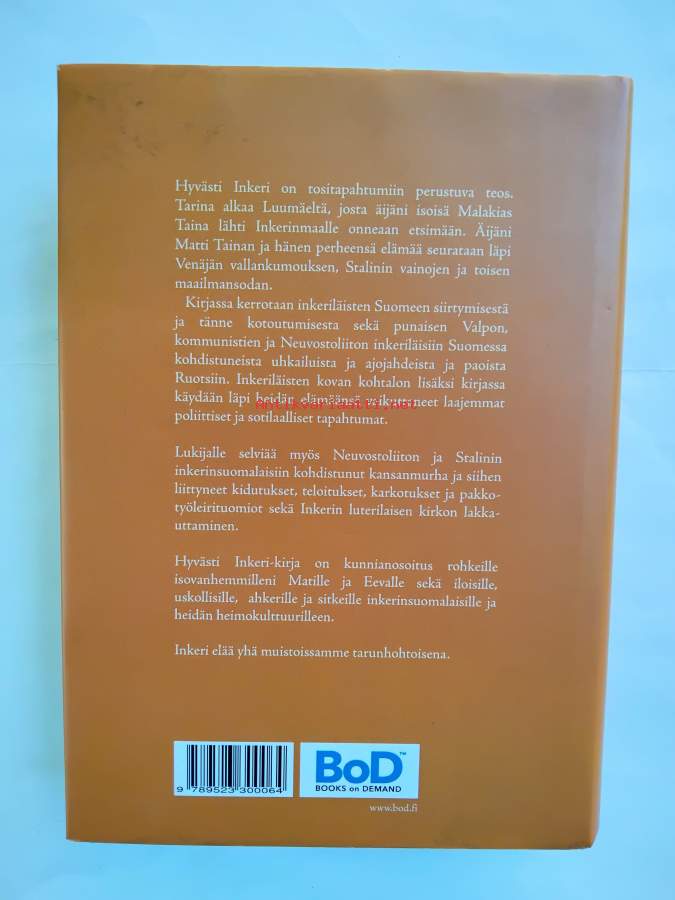 Hyvästi Inkeri on tositapahtumiin perustuva teos.
Tarina alkaa Luumäeltä, josta äijäni isoisä Malakias
Taina lähti Inkerinmaalle onneaan etsimään. Äijäni
Matti Tainan ja hänen perheensä elämää seurataan läpi
Venäjän vallankumouksen, Stalinin vainojen ja toisen
maailmansodan.
Kirjassa kerrotaan inkeriläisten Suomeen siirtymisestä
ja tänne kotoutumisesta sekä punaisen Valpon,
kommunistien ja Neuvostoliiton inkeriläisiin Suomessa
kohdistuneista uhkailuista ja ajojahdeista ja paoista
Ruotsiin. Inkeriläisten kovan kohtalon lisäksi kirjassa
käydään läpi heidän elämäänsä vaikuttaneet laajemmat
poliittiset ja sotilaalliset tapahtumat.
Antikvariaatti.net
Lukijalle selviää myös Neuvostoliiton ja Stalinin
inkerinsuomalaisiin kohdistunut kansanmurha ja siihen
liittyneet kidutukset, teloitukset, karkotukset ja pakko-
työleirituomiot sekä Inkerin luterilaisen kirkon lakka-
uttaminen.
Hyvästi Inkeri-kirja on kunnianosoitus rohkeille
isovanhemmilleni Matille ja Eevalle sekä iloisille,
uskollisille, ahkerille ja sitkeille inkerinsuomalaisille ja
heidän heimokulttuurilleen.
Inkeri elää yhä muistoissamme tarunhohtoisena.
9 789523 300064
BoD™
BOOKS on DEMAND
www.bod.fi